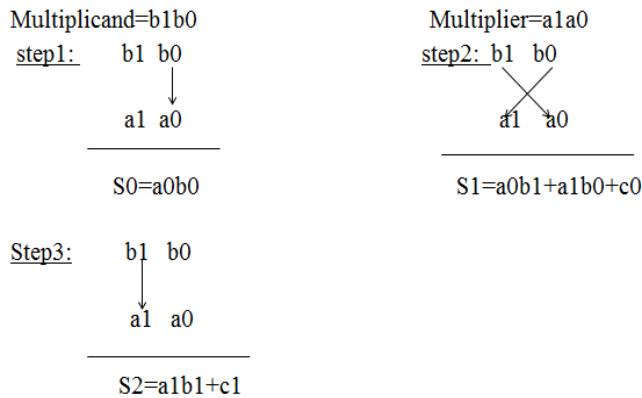 Multiplicand=b1b0
Multiplier=a1a0
step1: b1 b0
a1 a0
S0=a0b0
step2: b1 b0
a1 a0
S1=a0b1+a1b0+c0
Step3: b1 b0
a1 a0
S2=a1b1+c1